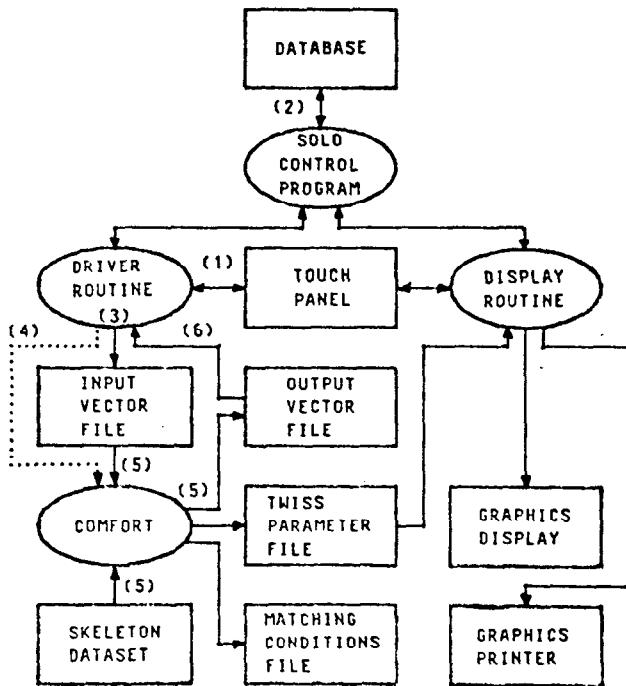 DATABASE
(2)
SOLO
CONTROL
PROGRAM
DRIVER
ROUTINE
(1)
TOUCH
PANEL
DISPLAY
ROUTINE
(3)
(4)
(6)
INPUT
VECTOR
FILE
OUTPUT
VECTOR
FILE
(5)
(5)
COMFORT
TWISS
PARAMETER
FILE
GRAPHICS
DISPLAY
(5)
SKELETON
DATASET
MATCHING
CONDITIONS
FILE
GRAPHICS
PRINTER